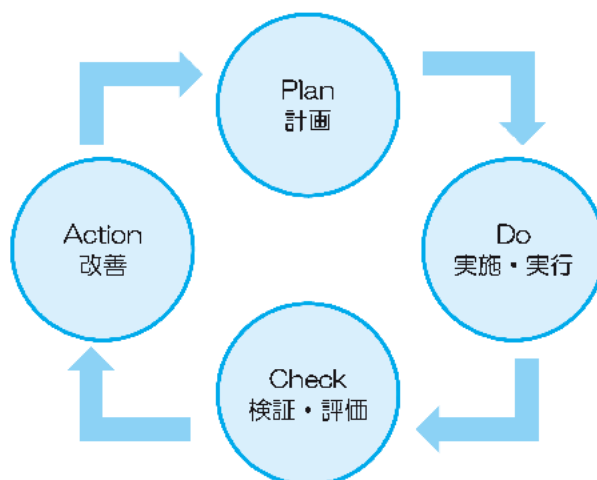 Plan
計画
Do
実施・実行
Check
検証・評価
Action
改善